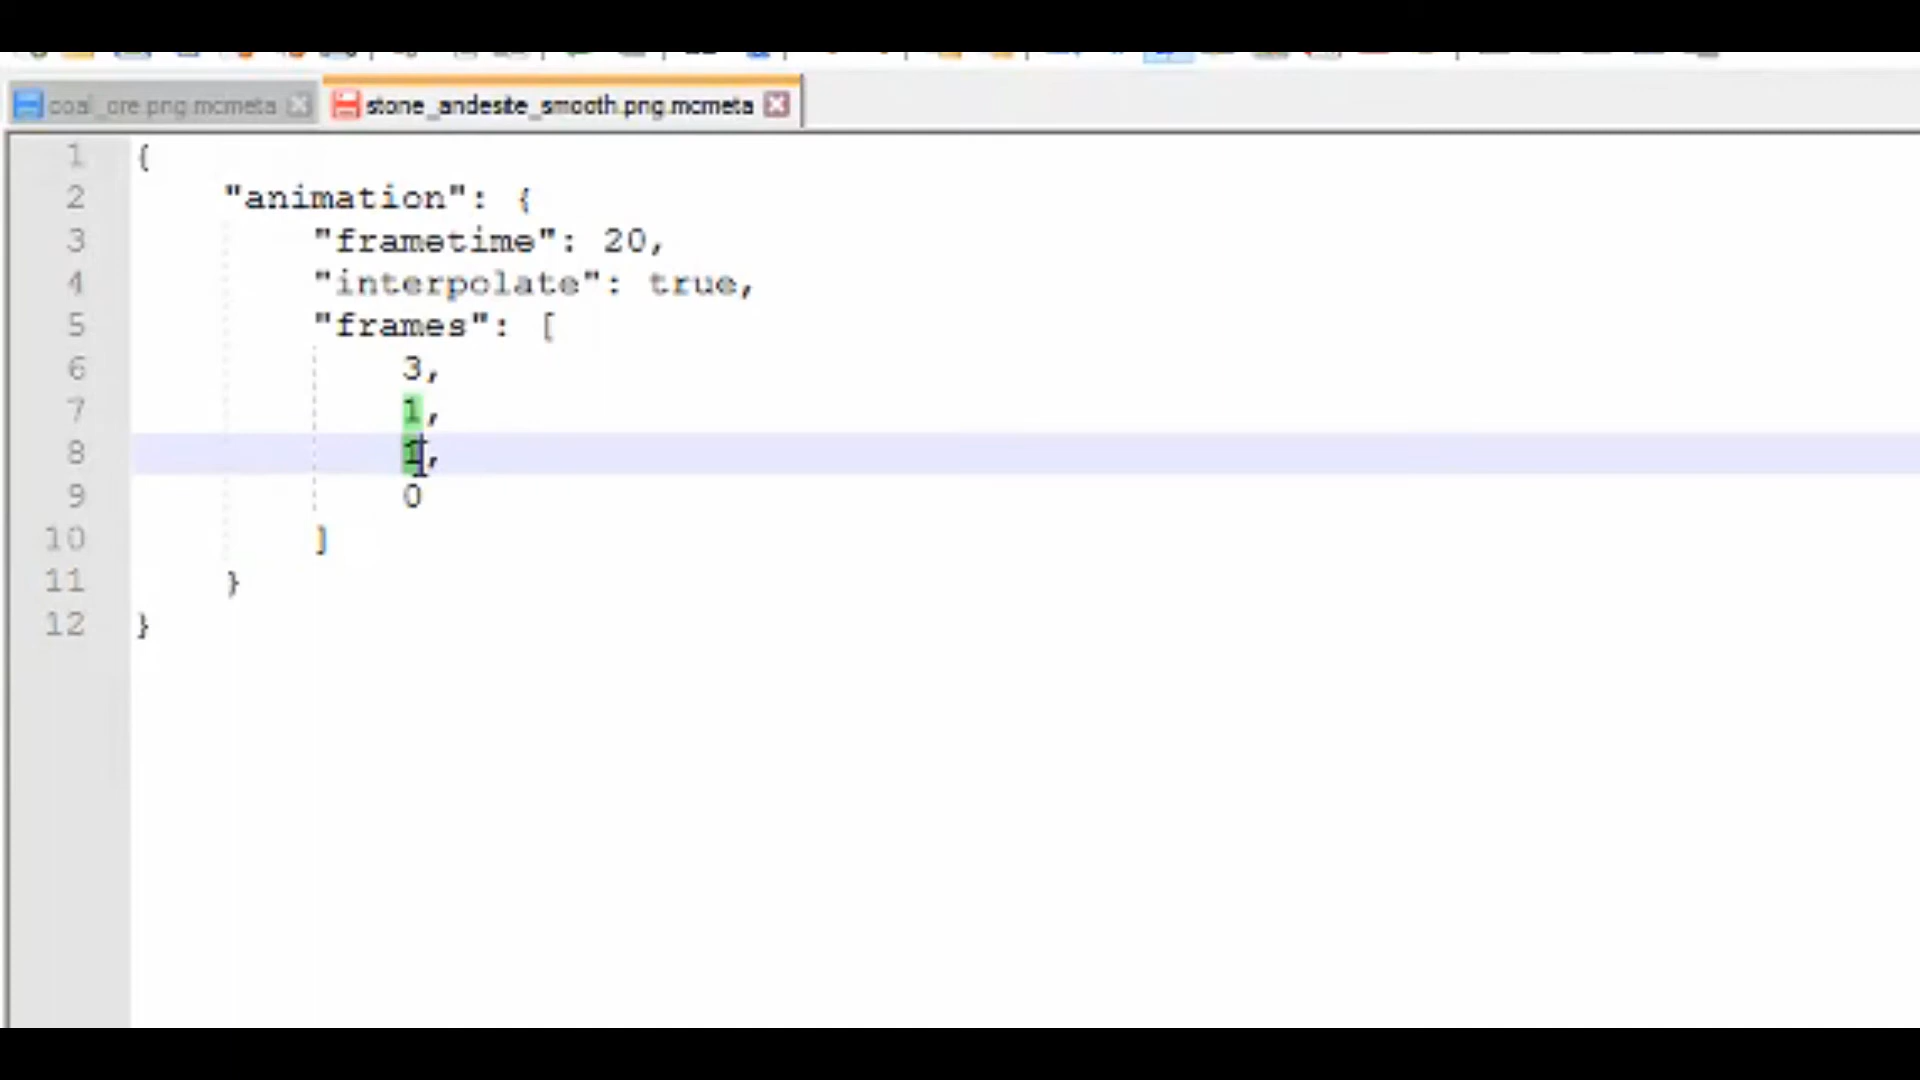 coal_ore.png.mcmeta stone_andesite_smooth.png.mcmeta
1 {
2 "animation": {
3 "frametime": 20,
4 "interpolate": true,
5 "frames": [
6 3,
7 1,
8 1,
9 0
10 ]
11 }
12 }